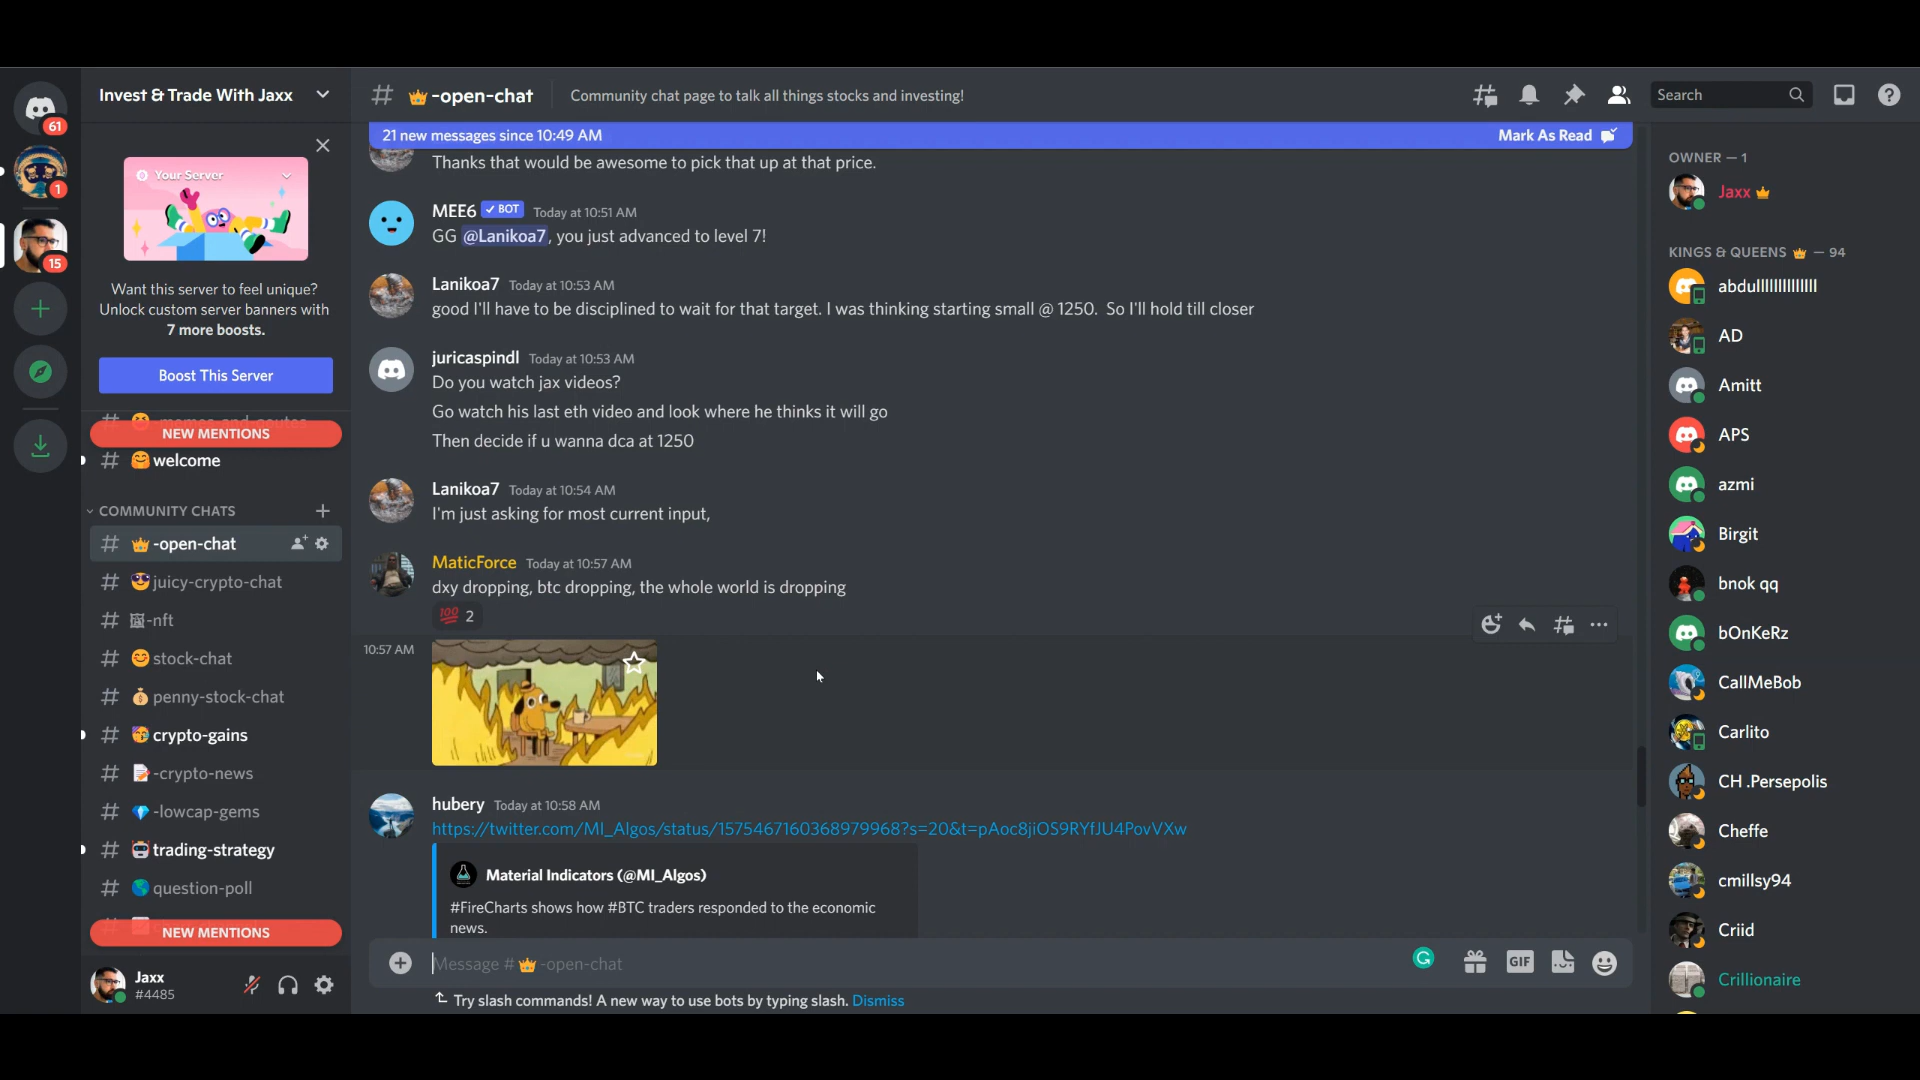 Invest & Trade With Jaxx
61
1
15
Your Server
Want this server to feel unique?
Unlock custom server banners with
7 more boosts.
Boost This Server
# memes-and-quotes
NEW MENTIONS
# 🤗welcome
COMMUNITY CHATS
# 👑-open-chat
# 😎juicy-crypto-chat
# 🖼-nft
# 😊stock-chat
# 💰penny-stock-chat
# 🥳crypto-gains
# 📝-crypto-news
# 💎-lowcap-gems
# 🤖trading-strategy
# 🌎question-poll
NEW MENTIONS
Jaxx
#4485
# 👑-open-chat
Community chat page to talk all things stocks and investing!
Search
21 new messages since 10:49 AM
Mark As Read
Thanks that would be awesome to pick that up at that price.
MEE6 ✓ BOT Today at 10:51 AM
GG @Lanikoa7, you just advanced to level 7!
Lanikoa7 Today at 10:53 AM
good I'll have to be disciplined to wait for that target. I was thinking starting small @ 1250. So I'll hold till closer
juricaspindl Today at 10:53 AM
Do you watch jax videos?
Go watch his last eth video and look where he thinks it will go
Then decide if u wanna dca at 1250
Lanikoa7 Today at 10:54 AM
I'm just asking for most current input,
MaticForce Today at 10:57 AM
dxy dropping, btc dropping, the whole world is dropping
💯 2
10:57 AM
hubery Today at 10:58 AM
https://twitter.com/MI_Algos/status/1575467160368979968?s=20&t=pAoc8jiOS9RYfJU4PovVXw
Material Indicators (@MI_Algos)
#FireCharts shows how #BTC traders responded to the economic
news.
Message # 👑-open-chat
GIF
Try slash commands! A new way to use bots by typing slash. Dismiss
OWNER — 1
Jaxx
KINGS & QUEENS 👑 — 94
abdullllllllllllll
AD
Amitt
APS
azmi
Birgit
bnok qq
bOnKeRz
CallMeBob
Carlito
CH .Persepolis
Cheffe
cmillsy94
Criid
Crillionaire